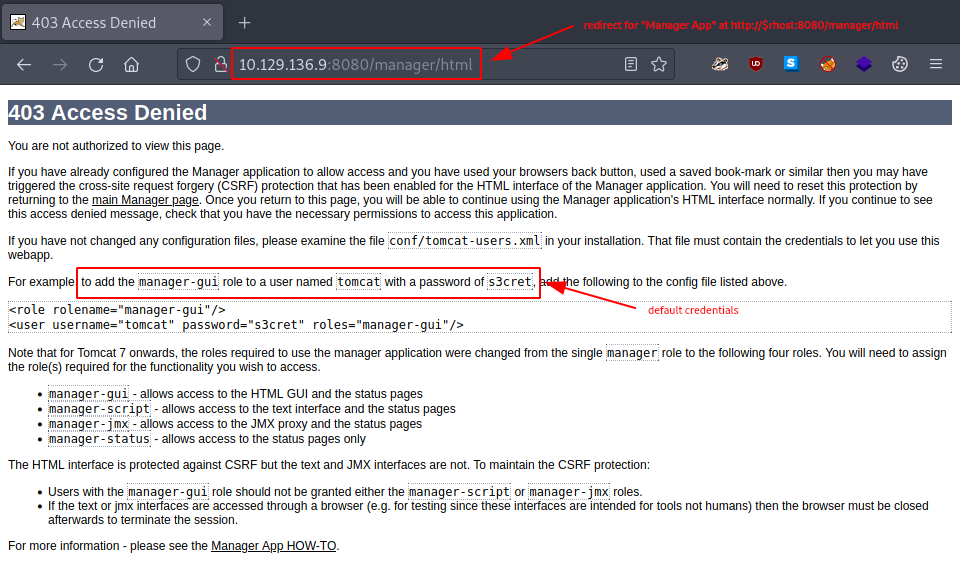 403 Access Denied
redirect for "Manager App" at http://$rhost:8080/manager/html
10.129.136.9:8080/manager/html
403 Access Denied
You are not authorized to view this page.
If you have already configured the Manager application to allow access and you have used your browsers back button, used a saved book-mark or similar then you may have
triggered the cross-site request forgery (CSRF) protection that has been enabled for the HTML interface of the Manager application. You will need to reset this protection by
returning to the main Manager page. Once you return to this page, you will be able to continue using the Manager application's HTML interface normally. If you continue to see
this access denied message, check that you have the necessary permissions to access this application.
If you have not changed any configuration files, please examine the file conf/tomcat-users.xml in your installation. That file must contain the credentials to let you use this
webapp.
For example, to add the manager-gui role to a user named tomcat with a password of s3cret, add the following to the config file listed above.
<role rolename="manager-gui"/>
<user username="tomcat" password="s3cret" roles="manager-gui"/>
default credentials
Note that for Tomcat 7 onwards, the roles required to use the manager application were changed from the single manager role to the following four roles. You will need to assign
the role(s) required for the functionality you wish to access.
• manager-gui - allows access to the HTML GUI and the status pages
• manager-script - allows access to the text interface and the status pages
• manager-jmx - allows access to the JMX proxy and the status pages
• manager-status - allows access to the status pages only
The HTML interface is protected against CSRF but the text and JMX interfaces are not. To maintain the CSRF protection:
• Users with the manager-gui role should not be granted either the manager-script or manager-jmx roles.
• If the text or jmx interfaces are accessed through a browser (e.g. for testing since these interfaces are intended for tools not humans) then the browser must be closed
afterwards to terminate the session.
For more information - please see the Manager App HOW-TO.